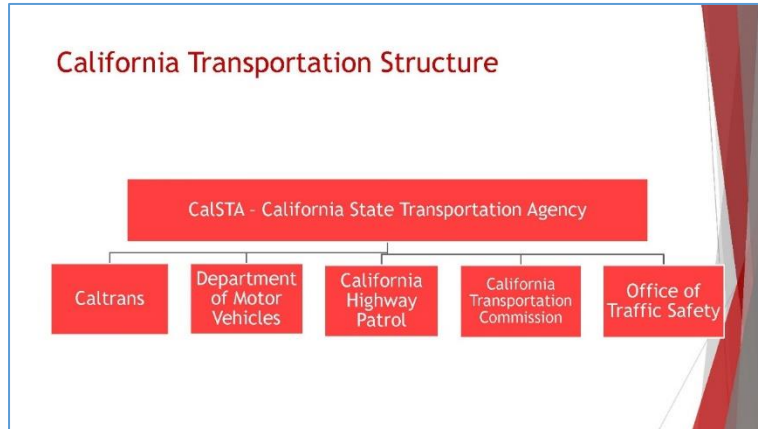 California Transportation Structure
CalSTA – California State Transportation Agency
Caltrans
Department
of Motor
Vehicles
California
Highway
Patrol
California
Transportation
Commission
Office of
Traffic Safety